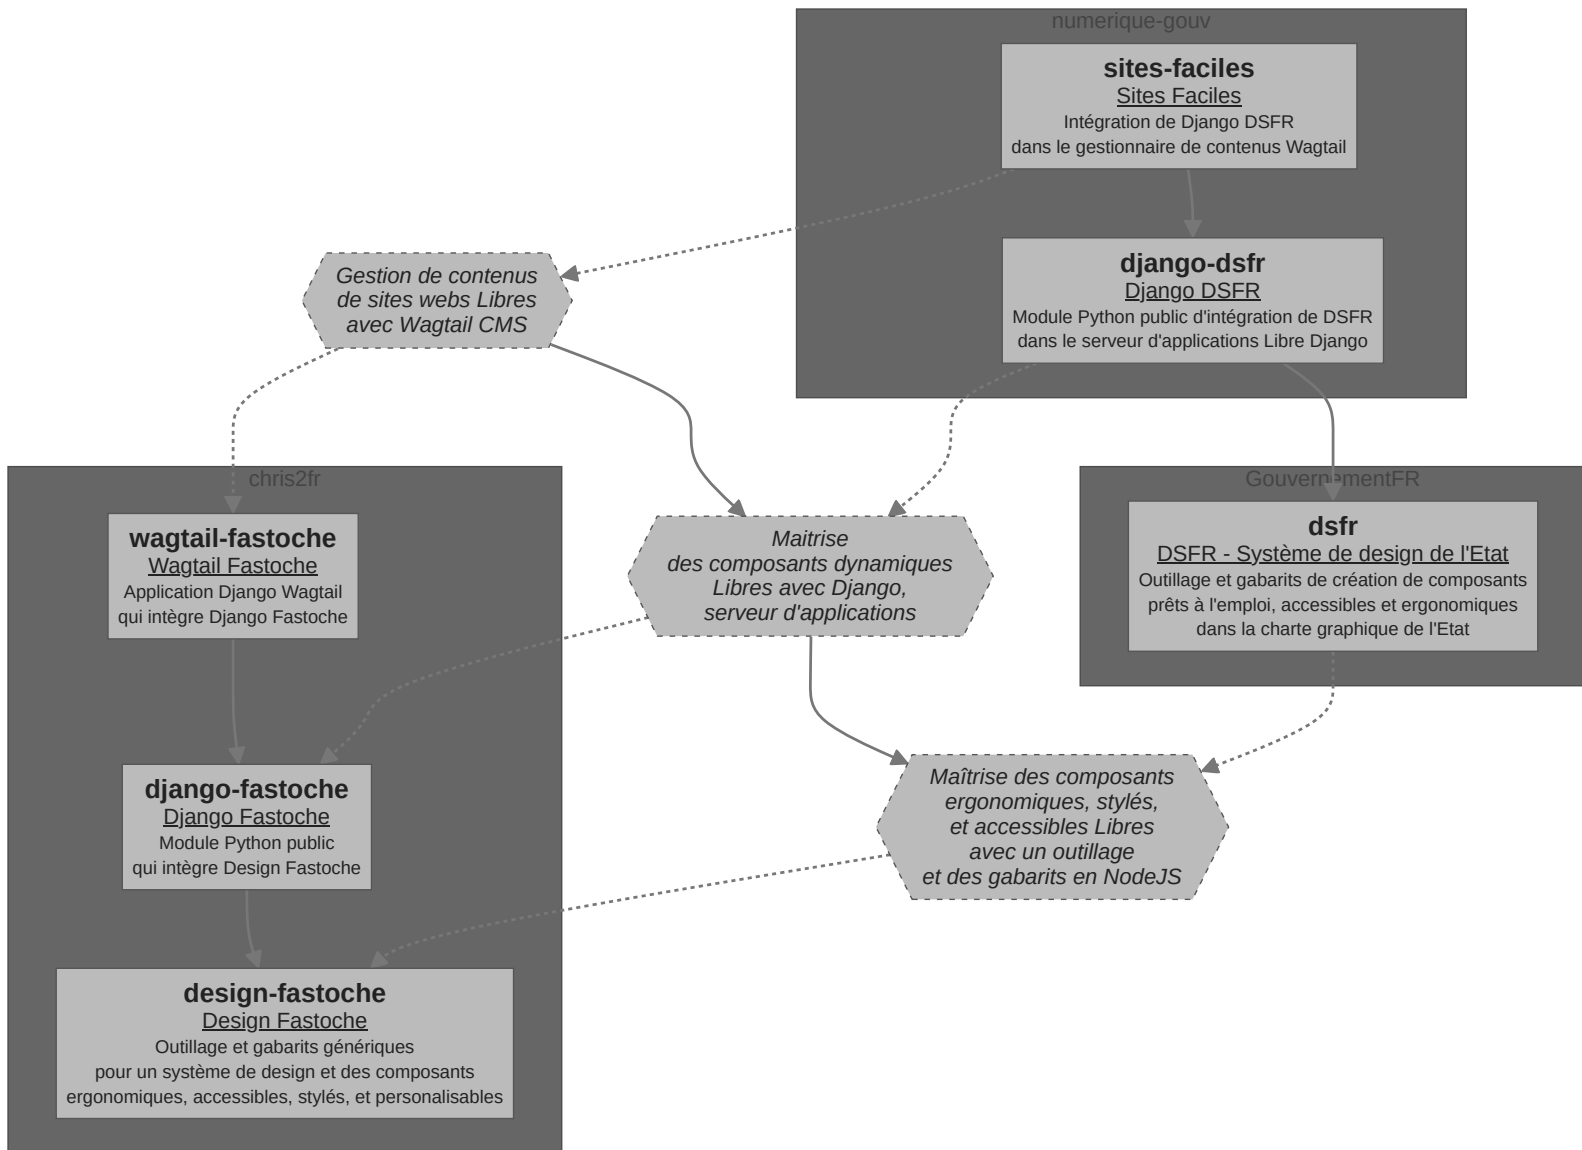 numerique-gouv
sites-faciles
Sites Faciles
Intégration de Django DSFR
dans le gestionnaire de contenus Wagtail
django-dsfr
Django DSFR
Module Python public d'intégration de DSFR
dans le serveur d'applications Libre Django
Gestion de contenus
de sites webs Libres
avec Wagtail CMS
chris2fr
wagtail-fastoche
Wagtail Fastoche
Application Django Wagtail
qui intègre Django Fastoche
Maitrise
des composants dynamiques
Libres avec Django,
serveur d'applications
GouvernementFR
dsfr
DSFR - Système de design de l'Etat
Outillage et gabarits de création de composants
prêts à l'emploi, accessibles et ergonomiques
dans la charte graphique de l'Etat
django-fastoche
Django Fastoche
Module Python public
qui intègre Design Fastoche
Maîtrise des composants
ergonomiques, stylés,
et accessibles Libres
avec un outillage
et des gabarits en NodeJS
design-fastoche
Design Fastoche
Outillage et gabarits génériques
pour un système de design et des composants
ergonomiques, accessibles, stylés, et personalisables